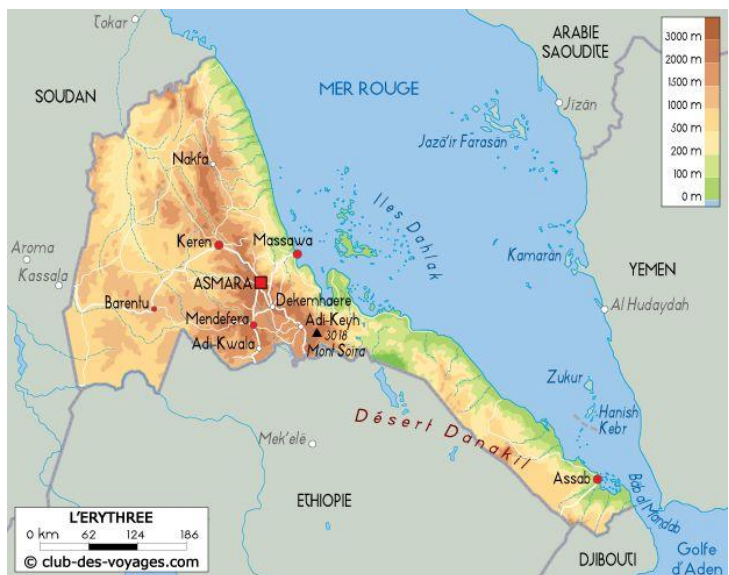 Tokar
ARABIE
SAOUDITE
SOUDAN
MER ROUGE
Jīzān
Jazā'ir Farasān
3000 m
2000 m
1500 m
1000 m
500 m
200 m
100 m
0 m
Nakfa
Iles Dahlak
Keren
Massawa
Aroma
Kassala
ASMARA
Kamarān
YEMEN
Barentu
Dekemhaere
Al Hudaydah
Mendefera
Adi-Keyh
3018
Adi-Kwala
Mont Soira
Zukur
Hanish
Kebr
Désert Danakil
Mek'elē
Assab
Bāb al Mandab
ETHIOPIE
L'ERYTHREE
0 km 62 124 186
© club-des-voyages.com
DJIBOUTI
Golfe
d'Aden